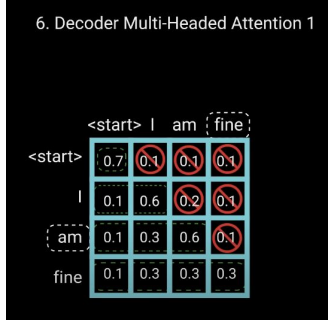 6. Decoder Multi-Headed Attention 1
<start> I am fine
<start> 0.7 0.1 0.1 0.1
I 0.1 0.6 0.2 0.1
am 0.1 0.3 0.6 0.1
fine 0.1 0.3 0.3 0.3